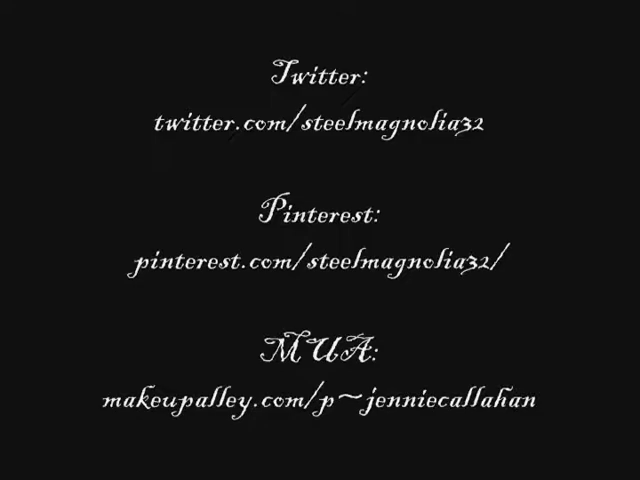 Twitter:
twitter.com/steelmagnolia32
Pinterest:
pinterest.com/steelmagnolia32/
MUA:
makeupalley.com/p~jenniecallahan